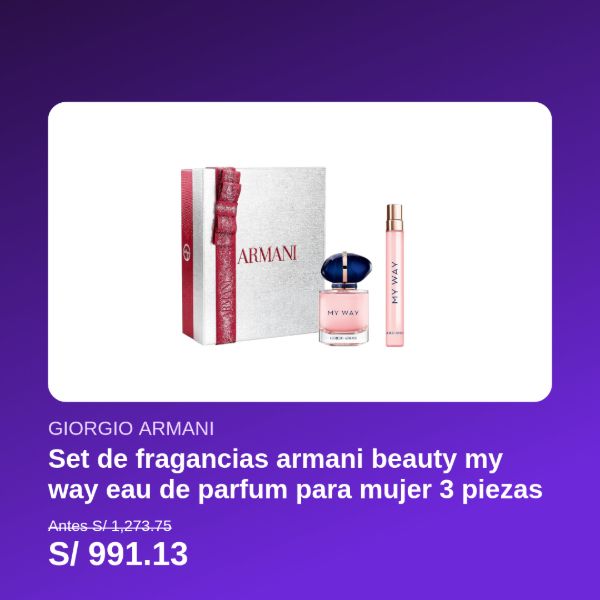 ARMANI
MY WAY
MY WAY
GIORGIO ARMANI
Set de fragancias armani beauty my
way eau de parfum para mujer 3 piezas
Antes S/ 1,273.75
S/ 991.13